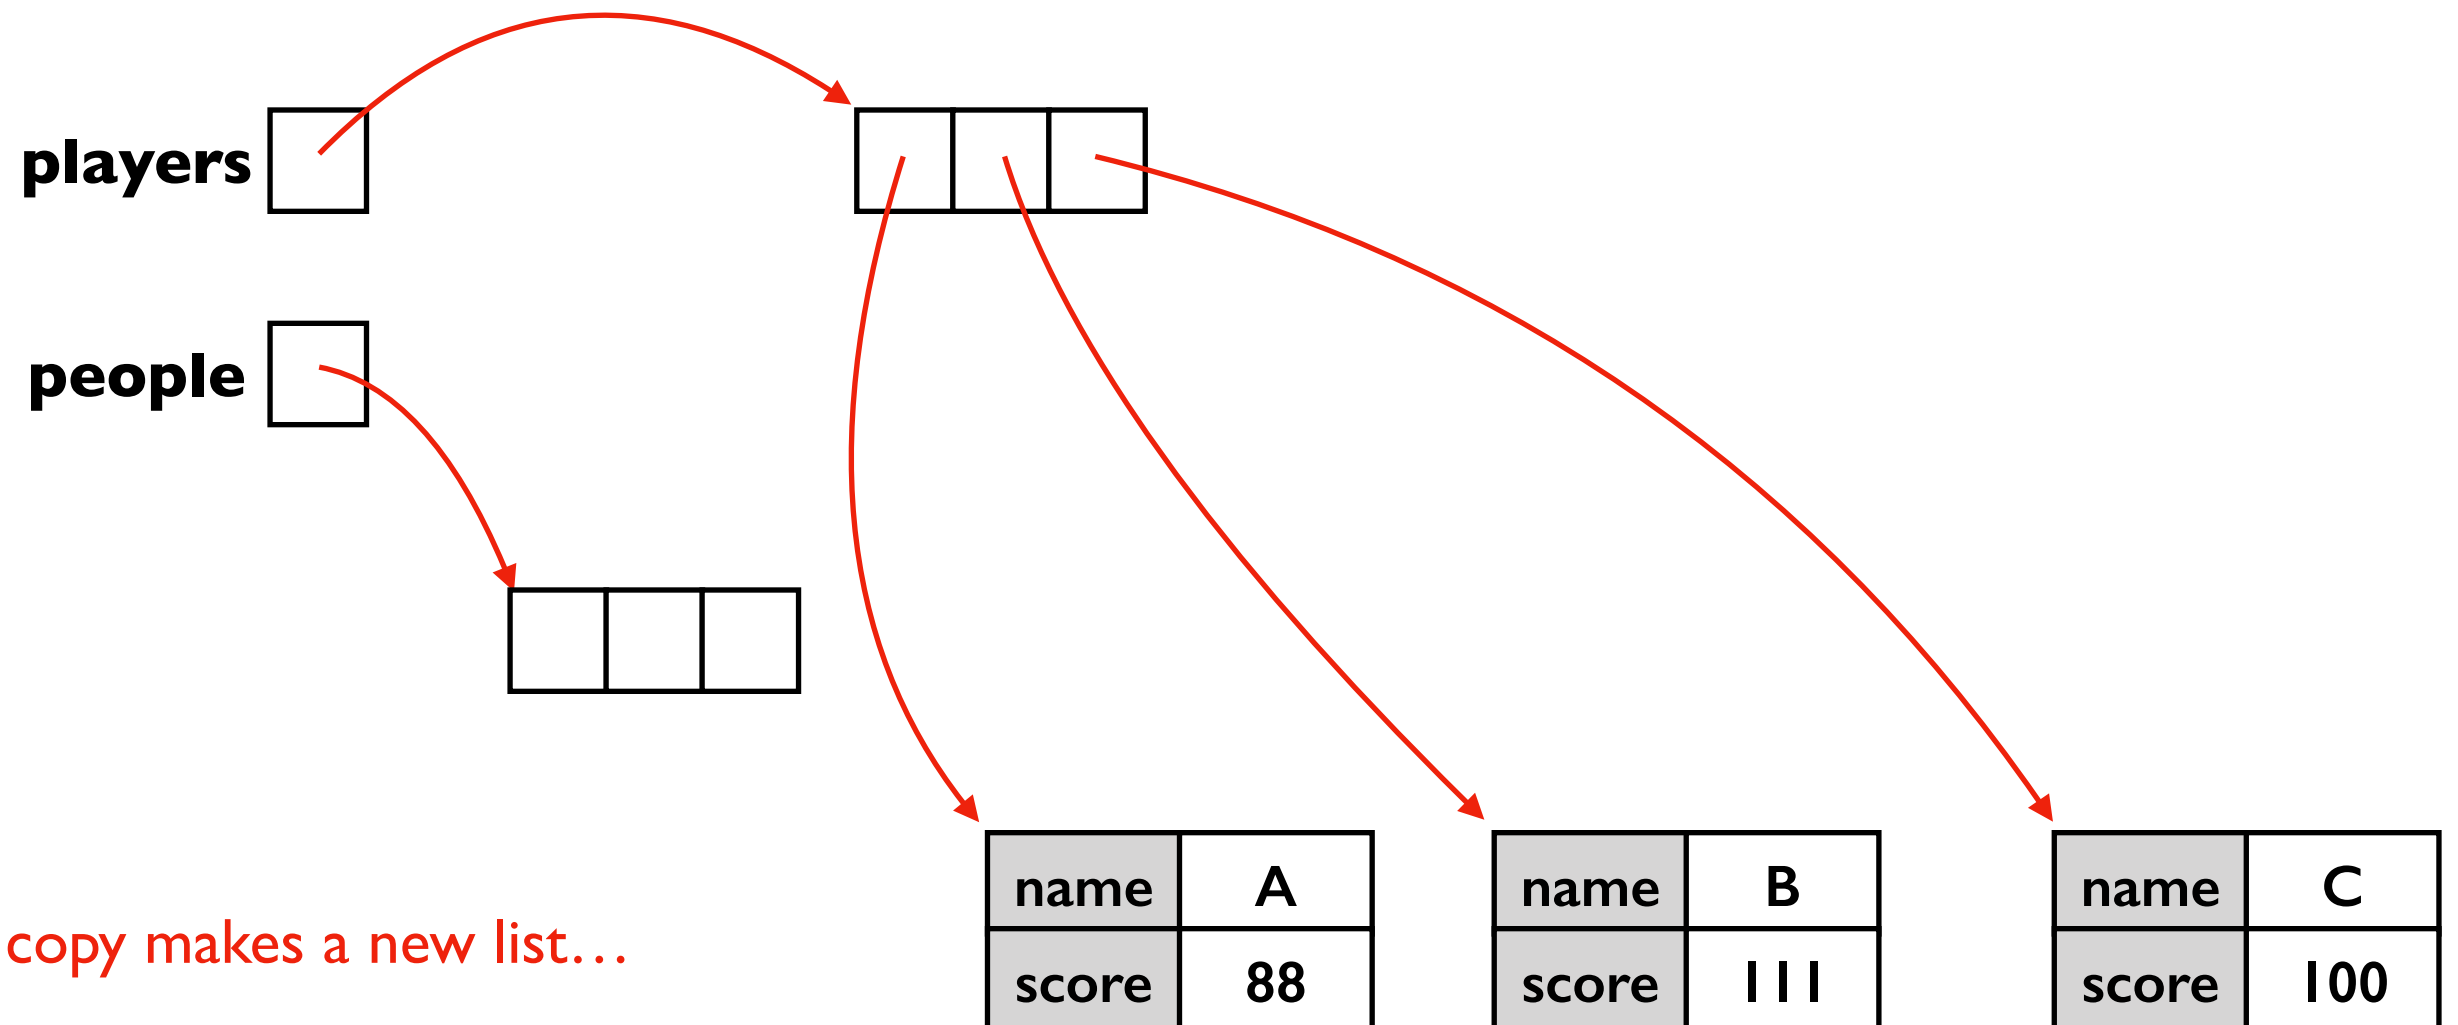 players
people
name A
score 88
name B
score 111
name C
score 100
copy makes a new list…